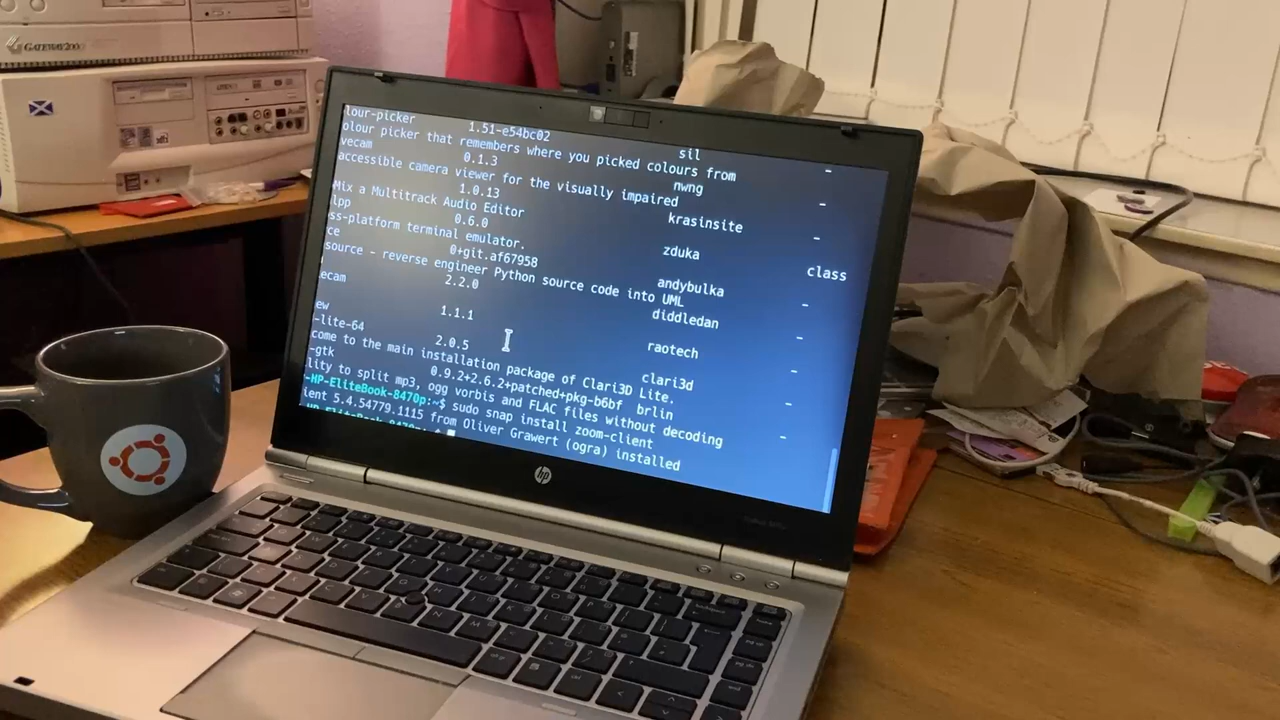 GATEWAY2000
lour-picker 1.51-e54bc02 sil -
olour picker that remembers where you picked colours from
vecam 0.1.3 nwng -
accessible camera viewer for the visually impaired
1.0.13 krasinsite -
Mix a Multitrack Audio Editor
lpp 0.6.0 zduka class
ss-platform terminal emulator.
ce 0+git.af67958 andybulka -
source - reverse engineer Python source code into UML
ecam 2.2.0 diddledan -
ew 1.1.1 raotech -
-lite-64 2.0.5 clari3d -
come to the main installation package of Clari3D Lite.
-gtk 0.9.2+2.6.2+patched+pkg-b6bf brlin -
lity to split mp3, ogg vorbis and FLAC files without decoding
-HP-EliteBook-8470p:~$ sudo snap install zoom-client
ient 5.4.54779.1115 from Oliver Grawert (ogra) installed
-HP-EliteBook-8470p:~$
hp